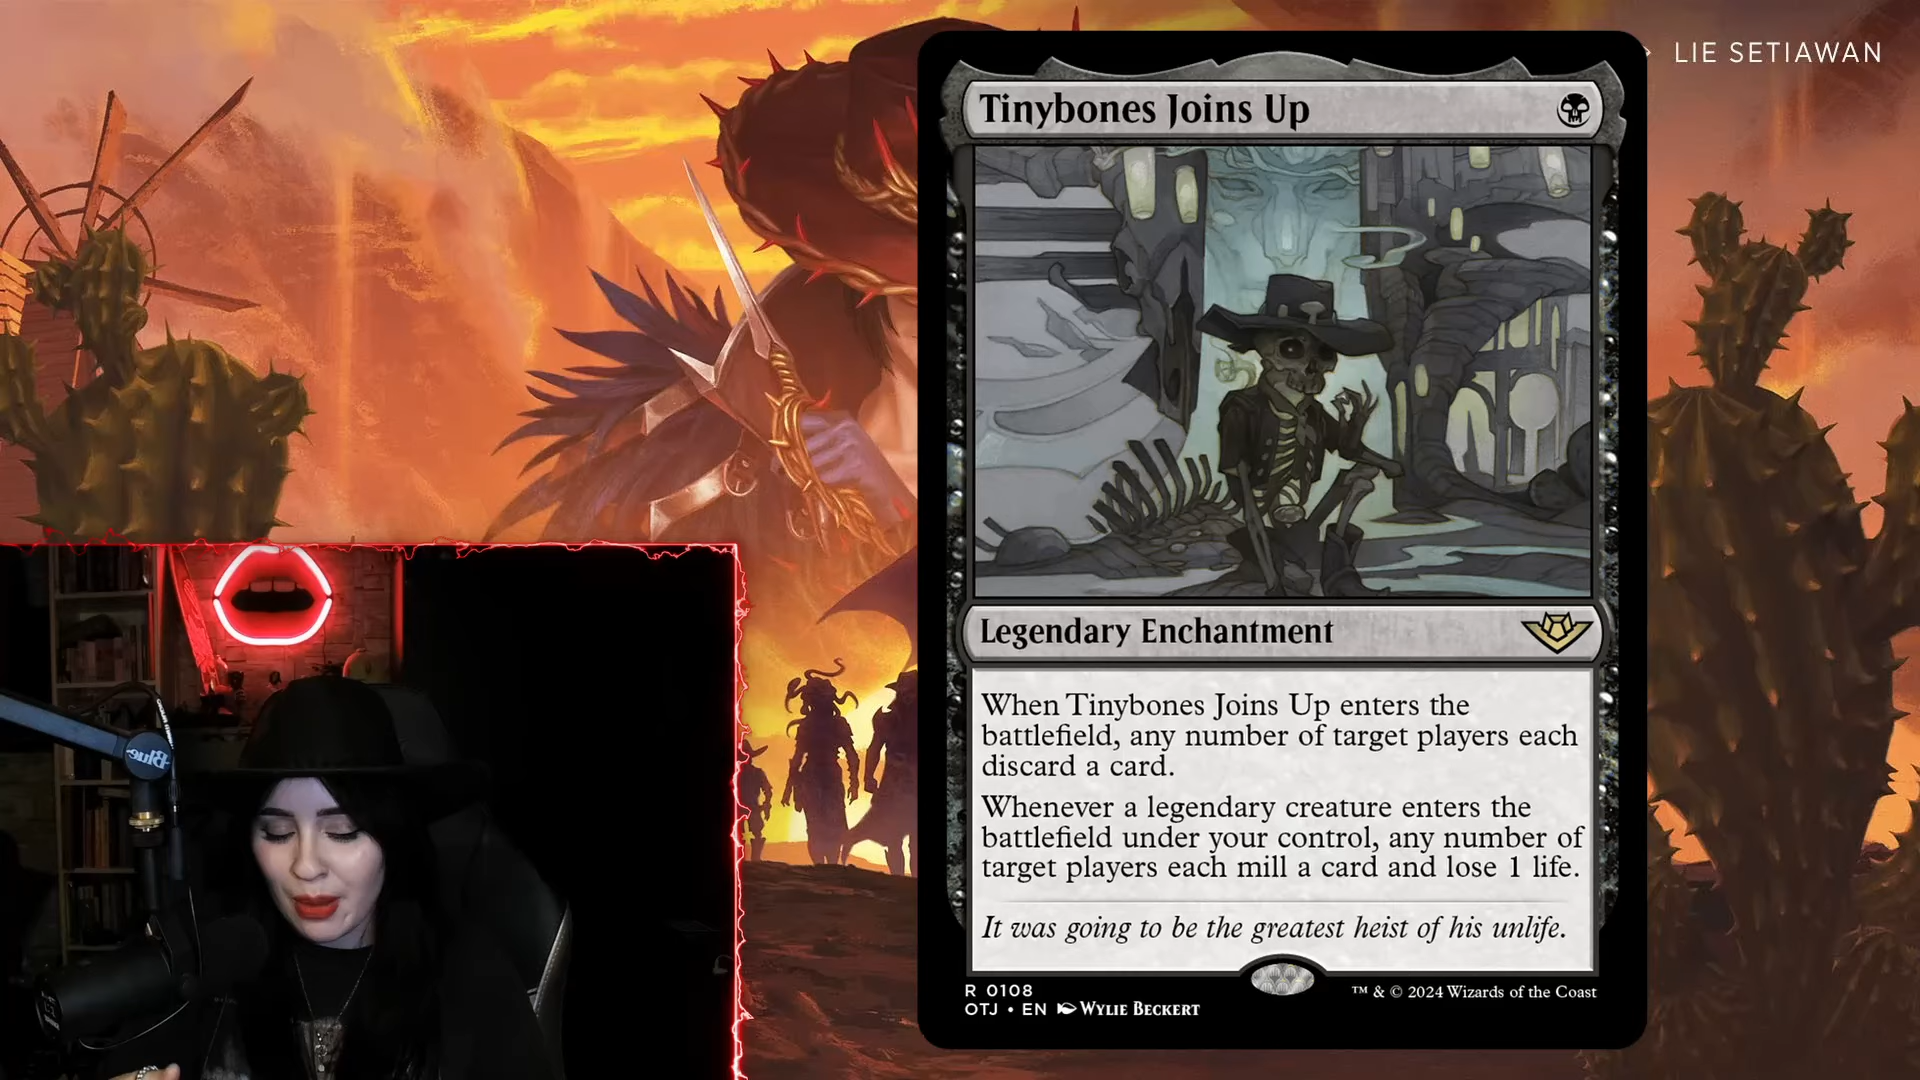 LIE SETIAWAN
Tinybones Joins Up
Legendary Enchantment
When Tinybones Joins Up enters the
battlefield, any number of target players each
discard a card.
Whenever a legendary creature enters the
battlefield under your control, any number of
target players each mill a card and lose 1 life.
It was going to be the greatest heist of his unlife.
R 0108
OTJ • EN WYLIE BECKERT
™ & © 2024 Wizards of the Coast
Blue